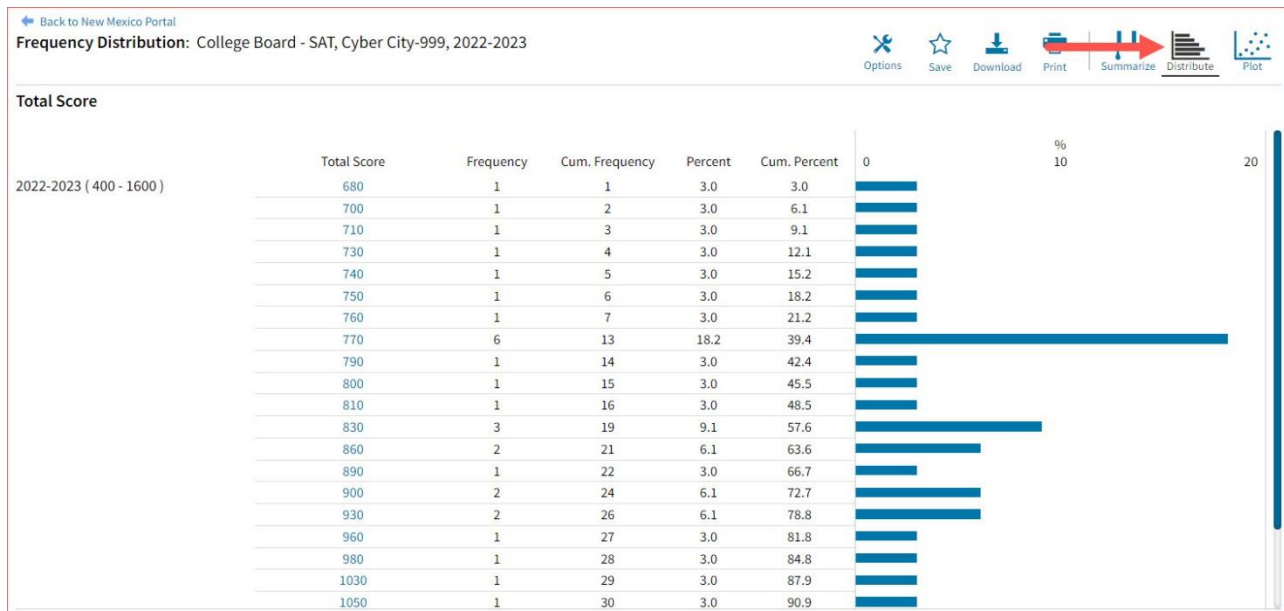 Back to New Mexico Portal
Frequency Distribution: College Board - SAT, Cyber City-999, 2022-2023
Options Save Download Print Summarize Distribute Plot
Total Score
%
Total Score Frequency Cum. Frequency Percent Cum. Percent 0 10 20
2022-2023 ( 400 - 1600 ) 680 1 1 3.0 3.0
700 1 2 3.0 6.1
710 1 3 3.0 9.1
730 1 4 3.0 12.1
740 1 5 3.0 15.2
750 1 6 3.0 18.2
760 1 7 3.0 21.2
770 6 13 18.2 39.4
790 1 14 3.0 42.4
800 1 15 3.0 45.5
810 1 16 3.0 48.5
830 3 19 9.1 57.6
860 2 21 6.1 63.6
890 1 22 3.0 66.7
900 2 24 6.1 72.7
930 2 26 6.1 78.8
960 1 27 3.0 81.8
980 1 28 3.0 84.8
1030 1 29 3.0 87.9
1050 1 30 3.0 90.9